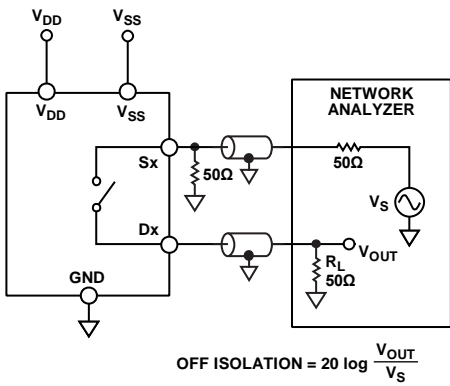 VDD
VSS
VDD
VSS
NETWORK
ANALYZER
Sx
50Ω
50Ω
VS
Dx
VOUT
RL
50Ω
GND
OFF ISOLATION = 20 log VOUT
VS